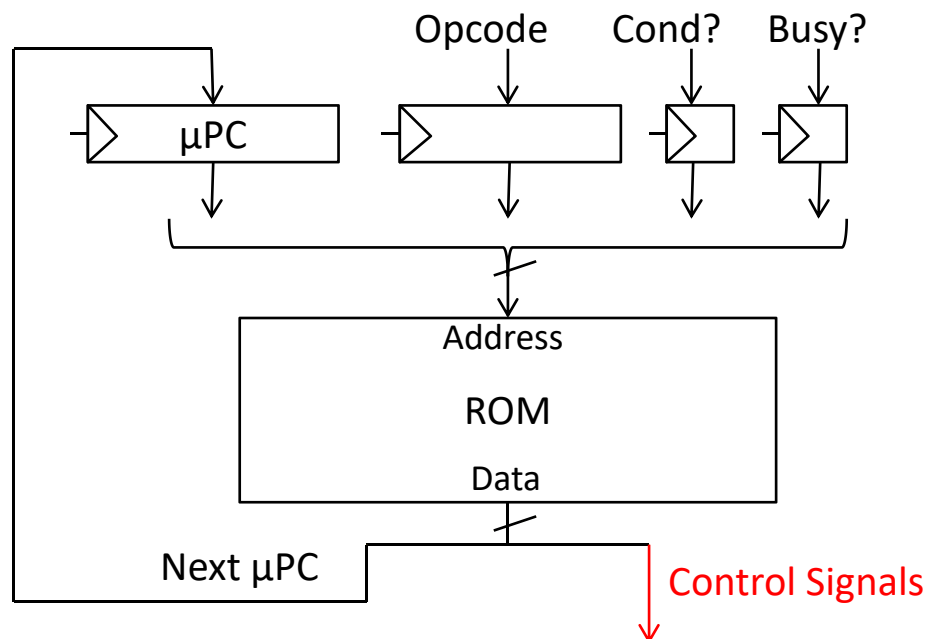 Opcode
Cond?
Busy?
μPC
Address
ROM
Data
Next μPC
Control Signals